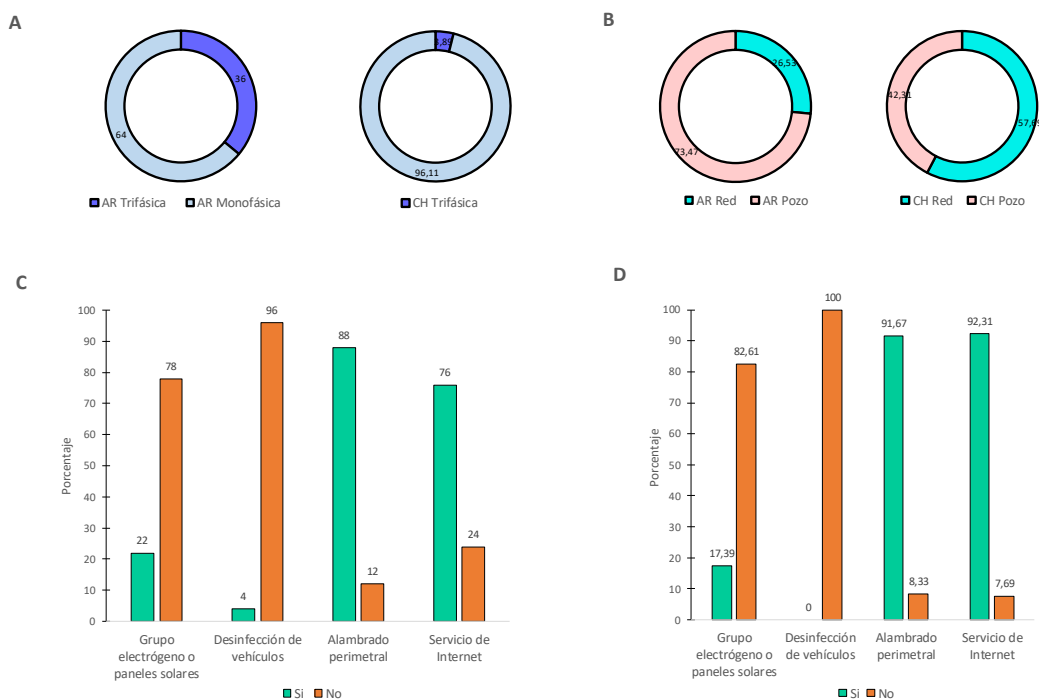 A
36
64
AR Trifásica AR Monofásica
3,89
96,11
CH Trifásica
B
26,53
73,47
AR Red AR Pozo
42,31
57,69
CH Red CH Pozo
C
Porcentaje
100
90
80
70
60
50
40
30
20
10
0
22
78
4
96
88
12
76
24
Grupo electrógeno o paneles solares
Desinfección de vehículos
Alambrado perimetral
Servicio de Internet
Si No
D
Porcentaje
100
90
80
70
60
50
40
30
20
10
0
17,39
82,61
0
100
91,67
8,33
92,31
7,69
Grupo electrógeno o paneles solares
Desinfección de vehículos
Alambrado perimetral
Servicio de Internet
Si No